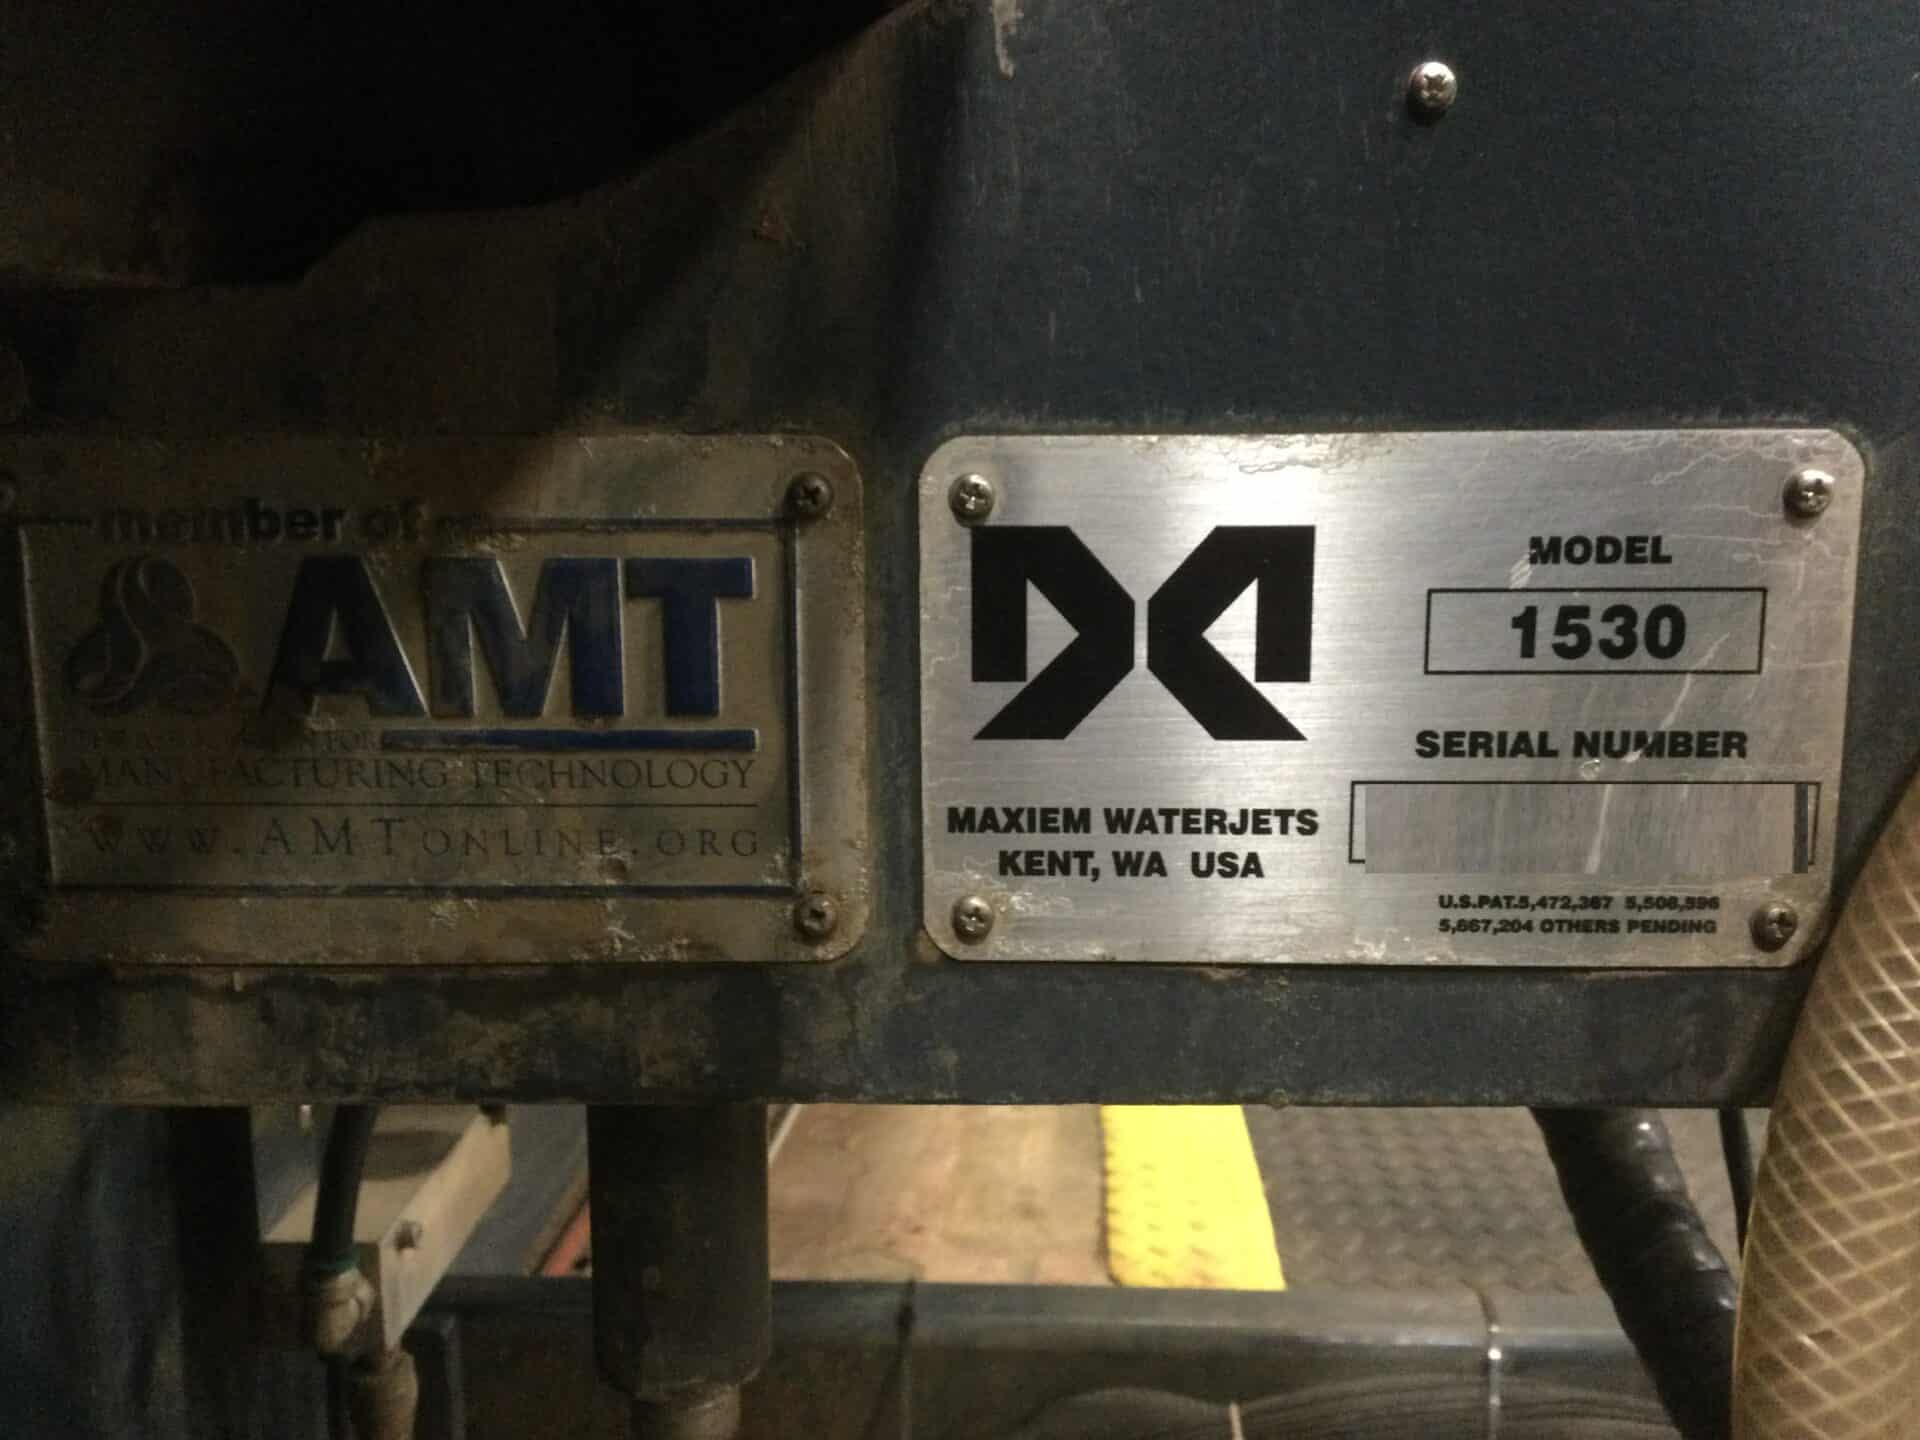 member of
AMT
MANUFACTURING TECHNOLOGY
WWW.AMTONLINE.ORG
MODEL
1530
SERIAL NUMBER
MAXIEM WATERJETS
KENT, WA USA
U.S.PAT.5,472,367 5,508,596
5,667,204 OTHERS PENDING